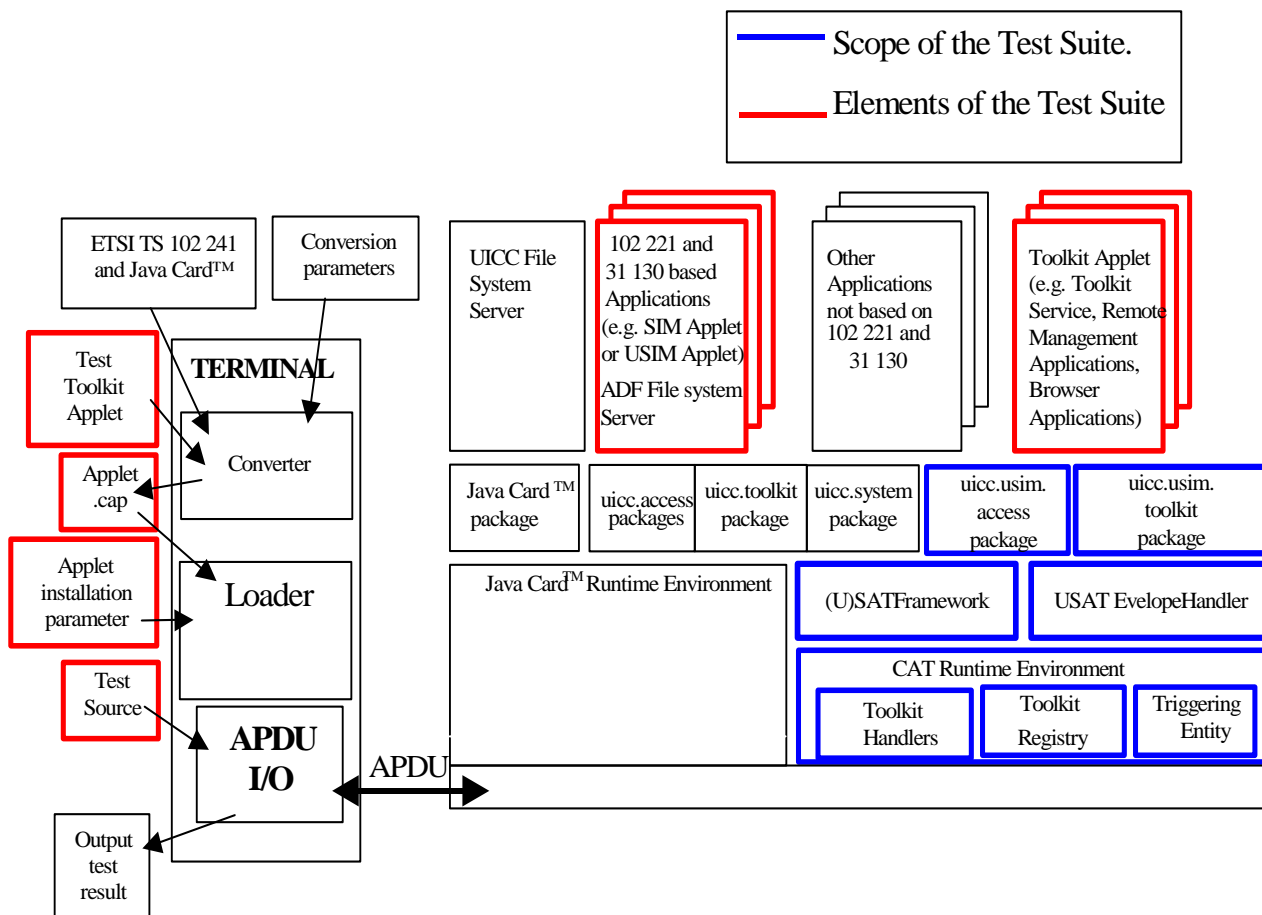 Scope of the Test Suite.
Elements of the Test Suite
ETSI TS 102 241
and Java Card™
Conversion
parameters
UICC File
System
Server
102 221 and
31 130 based
Applications
(e.g. SIM Applet
or USIM Applet)
ADF File system
Server
Other
Applications
not based on
102 221 and
31 130
Toolkit Applet
(e.g. Toolkit
Service, Remote
Management
Applications,
Browser
Applications)
Test
Toolkit
Applet
TERMINAL
Converter
Applet
.cap
Java Card ™
package
uicc.access
packages
uicc.toolkit
package
uicc.system
package
uicc.usim.
access
package
uicc.usim.
toolkit
package
Applet
installation
parameter
Loader
Java Card™ Runtime Environment
(U)SATFramework
USAT EvelopeHandler
CAT Runtime Environment
Toolkit
Handlers
Toolkit
Registry
Triggering
Entity
Test
Source
APDU
I/O
APDU
Output
test
result